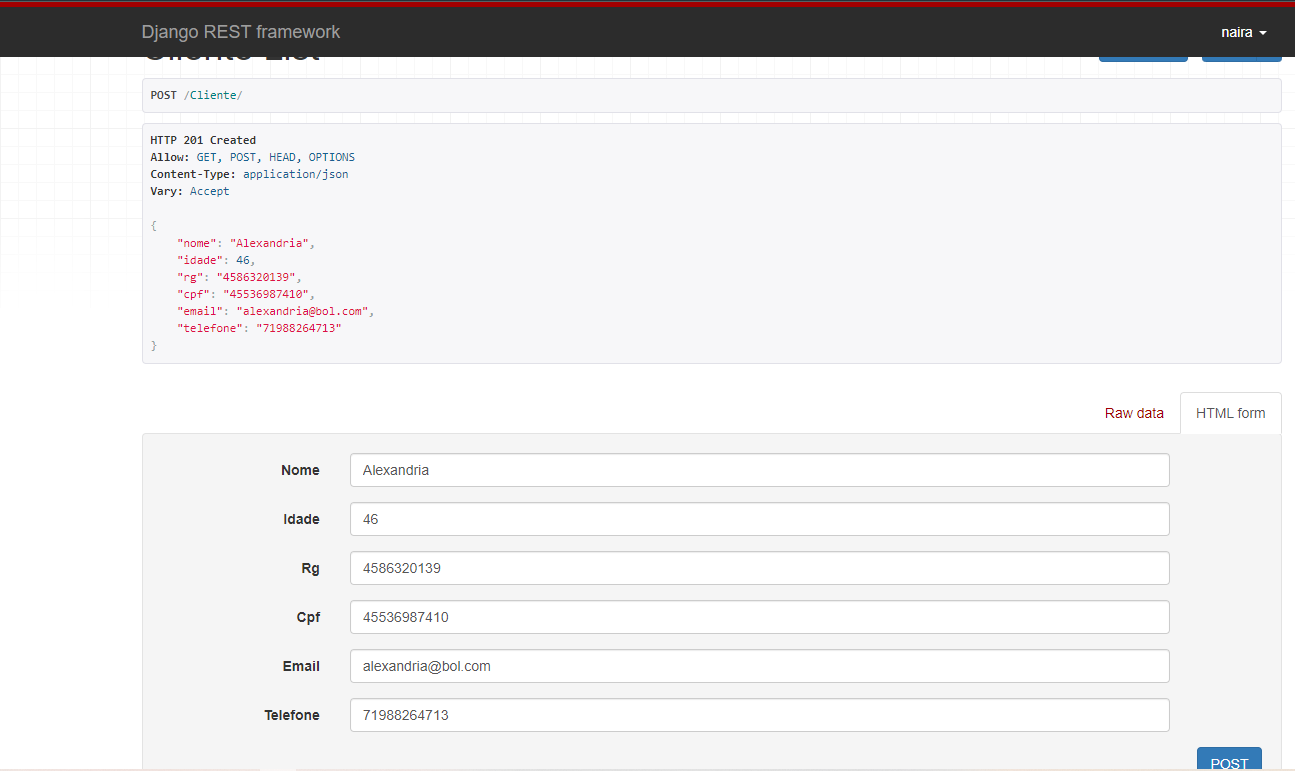 Django REST framework
naira
Cliente List
POST /Cliente/
HTTP 201 Created
Allow: GET, POST, HEAD, OPTIONS
Content-Type: application/json
Vary: Accept
{
"nome": "Alexandria",
"idade": 46,
"rg": "4586320139",
"cpf": "45536987410",
"email": "alexandria@bol.com",
"telefone": "71988264713"
}
Raw data
HTML form
Nome Alexandria
Idade 46
Rg 4586320139
Cpf 45536987410
Email alexandria@bol.com
Telefone 71988264713
POST